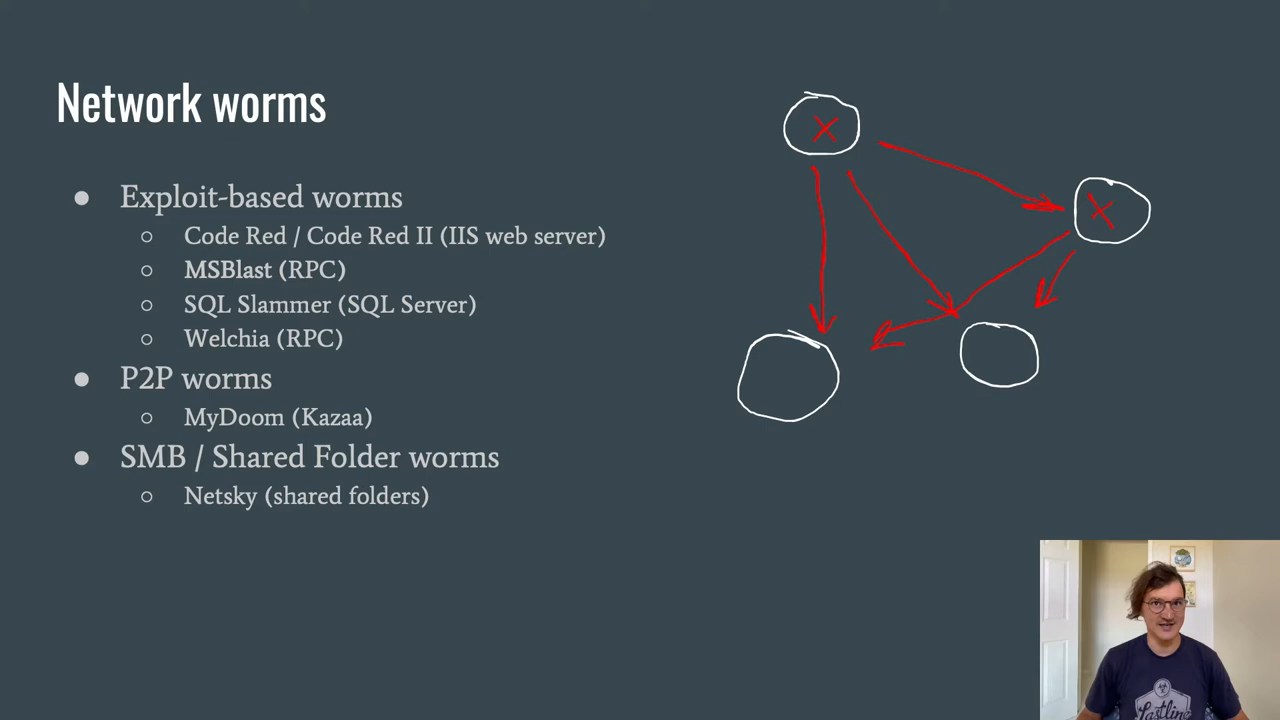 Network worms
● Exploit-based worms
○ Code Red / Code Red II (IIS web server)
○ MSBlast (RPC)
○ SQL Slammer (SQL Server)
○ Welchia (RPC)
● P2P worms
○ MyDoom (Kazaa)
● SMB / Shared Folder worms
○ Netsky (shared folders)
X
X
Lastline